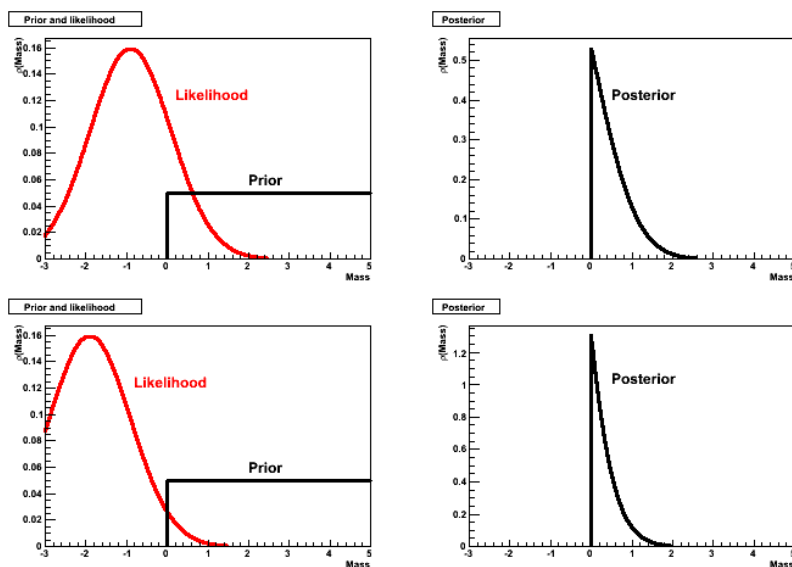 Prior and likelihood
ρ(Mass)
0.16
0.14
0.12
0.1
0.08
0.06
0.04
0.02
0
Likelihood
Prior
-3 -2 -1 0 1 2 3 4 5
Mass
Posterior
ρ(Mass)
0.5
0.4
0.3
0.2
0.1
0
Posterior
-3 -2 -1 0 1 2 3 4 5
Mass
Prior and likelihood
ρ(Mass)
0.16
0.14
0.12
0.1
0.08
0.06
0.04
0.02
0
Likelihood
Prior
-3 -2 -1 0 1 2 3 4 5
Mass
Posterior
ρ(Mass)
1.2
1
0.8
0.6
0.4
0.2
0
Posterior
-3 -2 -1 0 1 2 3 4 5
Mass